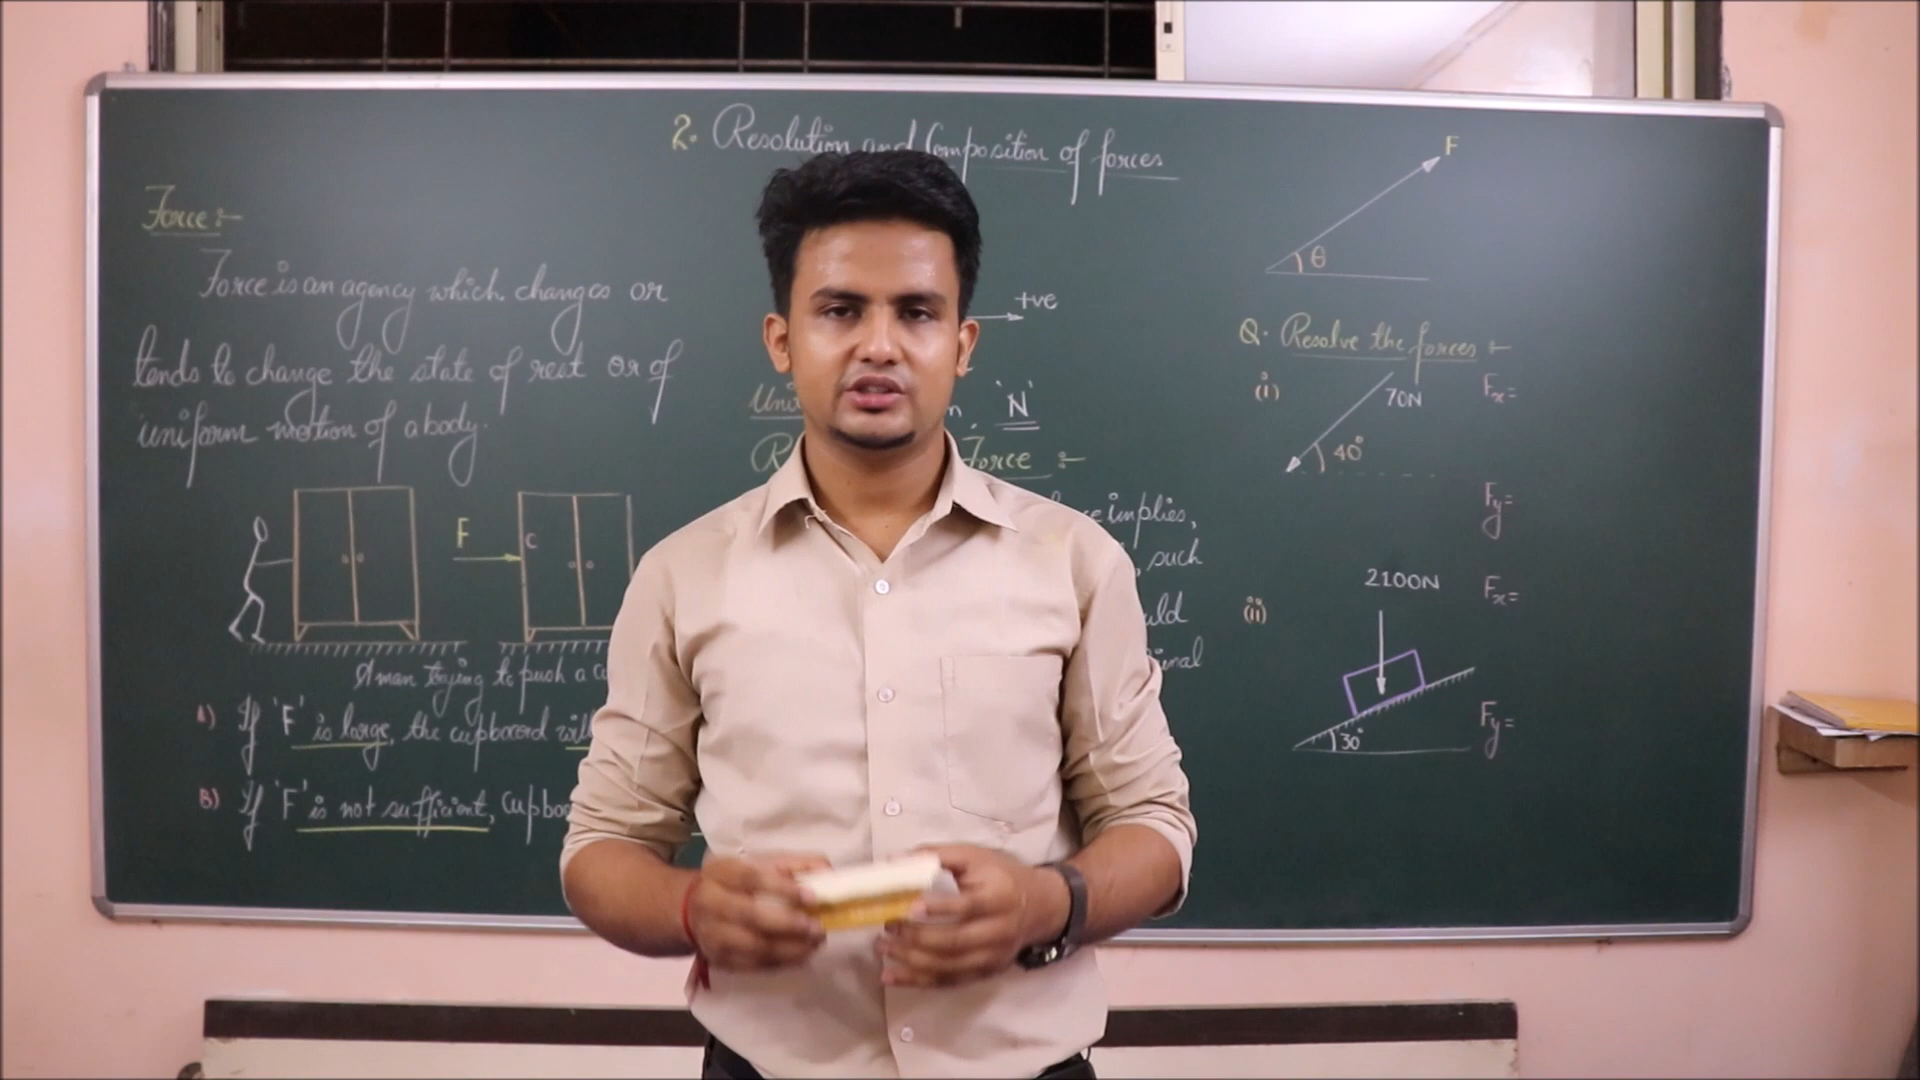 2. Resolution and Composition of forces
Force :-
Force is an agency which changes or
tends to change the state of rest or of
uniform motion of a body.
F
C
A man trying to push a
A) If 'F' is large, the cupboard will
B) If 'F' is not sufficient,
+ve
'N'
Force :-
implies,
such
F
θ
Q. Resolve the forces :-
(i)
70N
40°
Fx=
Fy=
(ii)
2100N
30°
Fx=
Fy=